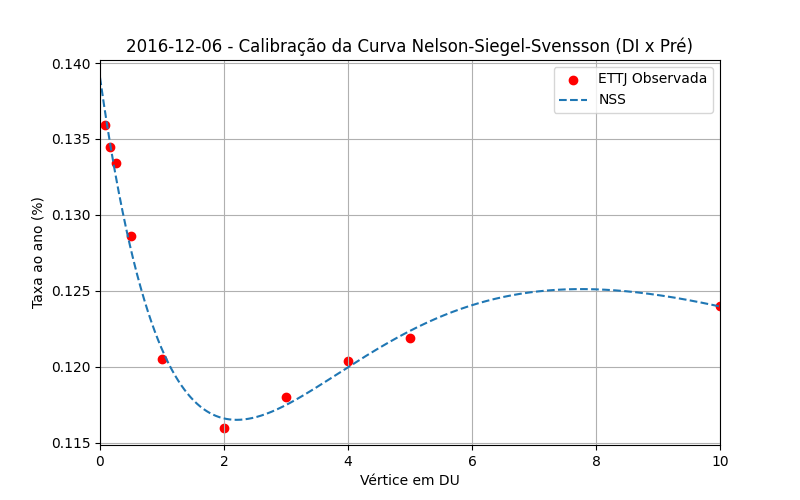 2016-12-06 - Calibração da Curva Nelson-Siegel-Svensson (DI x Pré)
ETTJ Observada
NSS
Taxa ao ano (%)
0.140
0.135
0.130
0.125
0.120
0.115
0 2 4 6 8 10
Vértice em DU